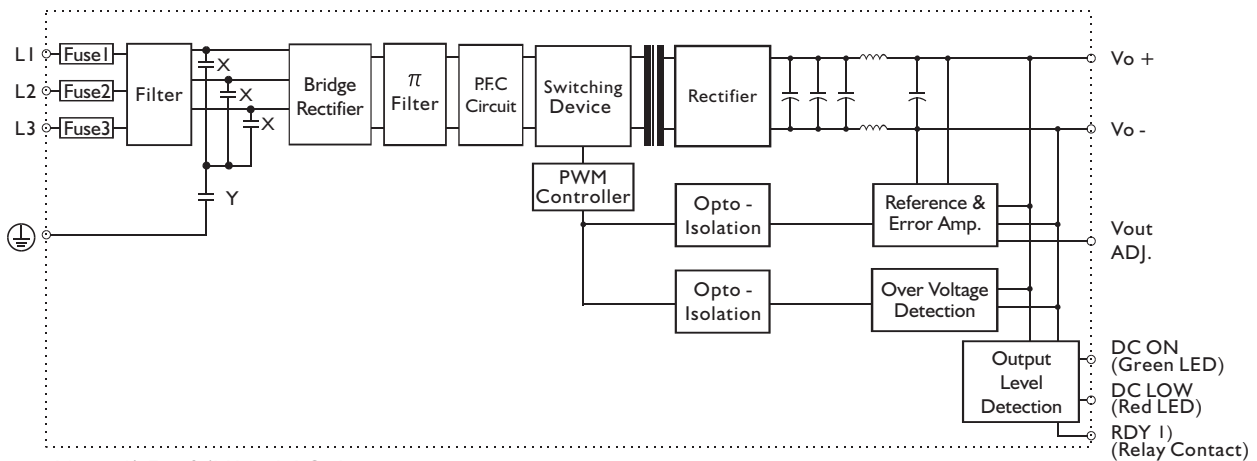 L1
Fuse1
L2
Fuse2
L3
Fuse3
Filter
X
X
X
Y
Bridge
Rectifier
π
Filter
P.F.C
Circuit
Switching
Device
PWM
Controller
Rectifier
Opto -
Isolation
Opto -
Isolation
Reference &
Error Amp.
Over Voltage
Detection
Output
Level
Detection
Vo +
Vo -
Vout
ADJ.
DC ON
(Green LED)
DC LOW
(Red LED)
RDY 1)
(Relay Contact)